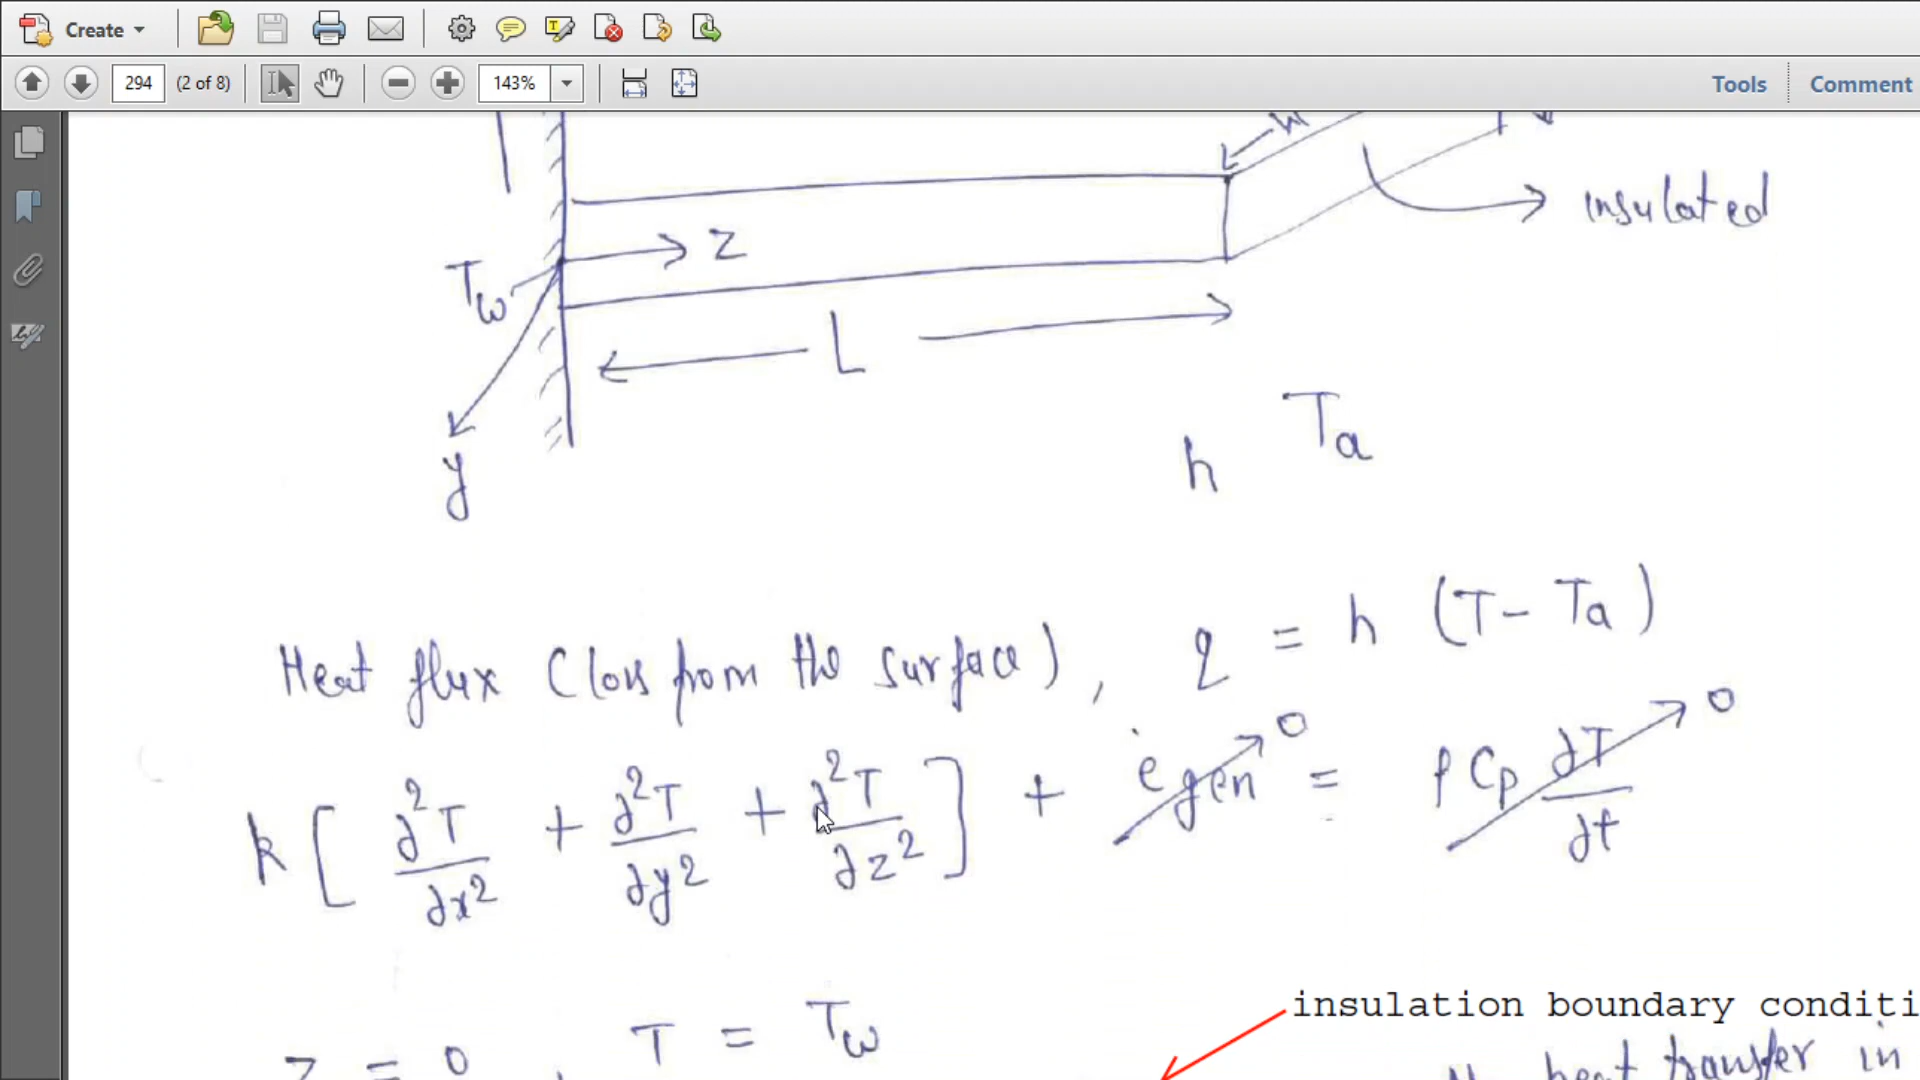 Create
294 (2 of 8) 143% Tools Comment
insulated
z
Tw
L
y
h Ta
Heat flux (loss from the surface), q = h (T - Ta)
k [ ∂²T/∂x² + ∂²T/∂y² + ∂²T/∂z² ] + ė gen → 0 = ρ Cp ∂T/∂t → 0
insulation boundary conditi
z = 0, T = Tw
heat transfer in